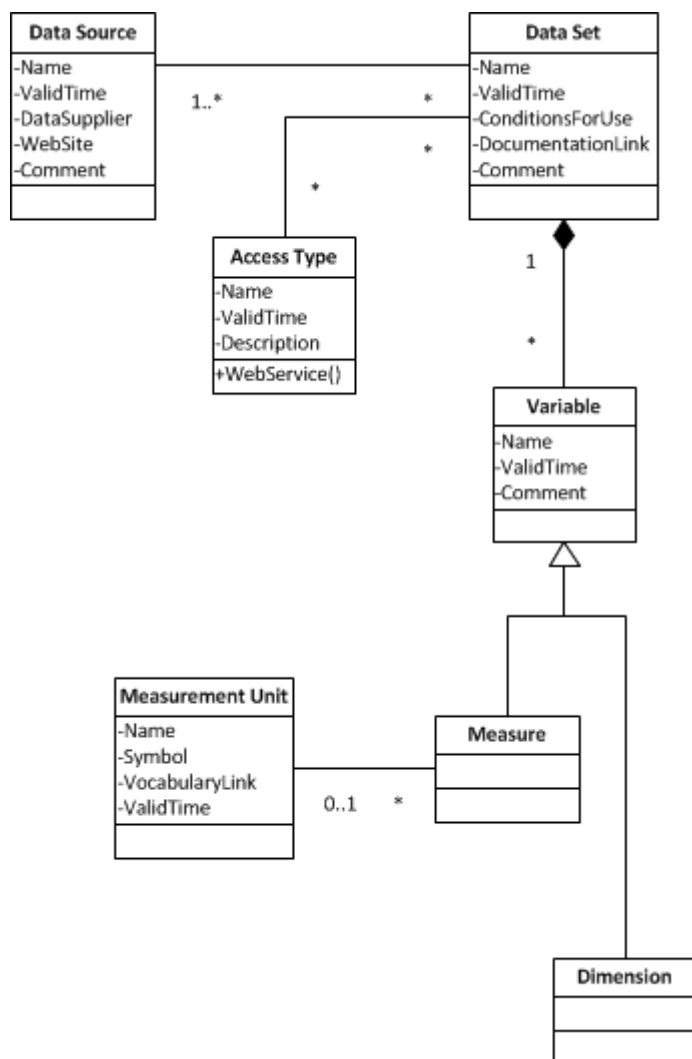 Data Source
-Name
-ValidTime
-DataSupplier
-WebSite
-Comment
Data Set
-Name
-ValidTime
-ConditionsForUse
-DocumentationLink
-Comment
1..*
*
*
*
Access Type
-Name
-ValidTime
-Description
+WebService()
1
*
Variable
-Name
-ValidTime
-Comment
Measurement Unit
-Name
-Symbol
-VocabularyLink
-ValidTime
0..1
*
Measure
Dimension